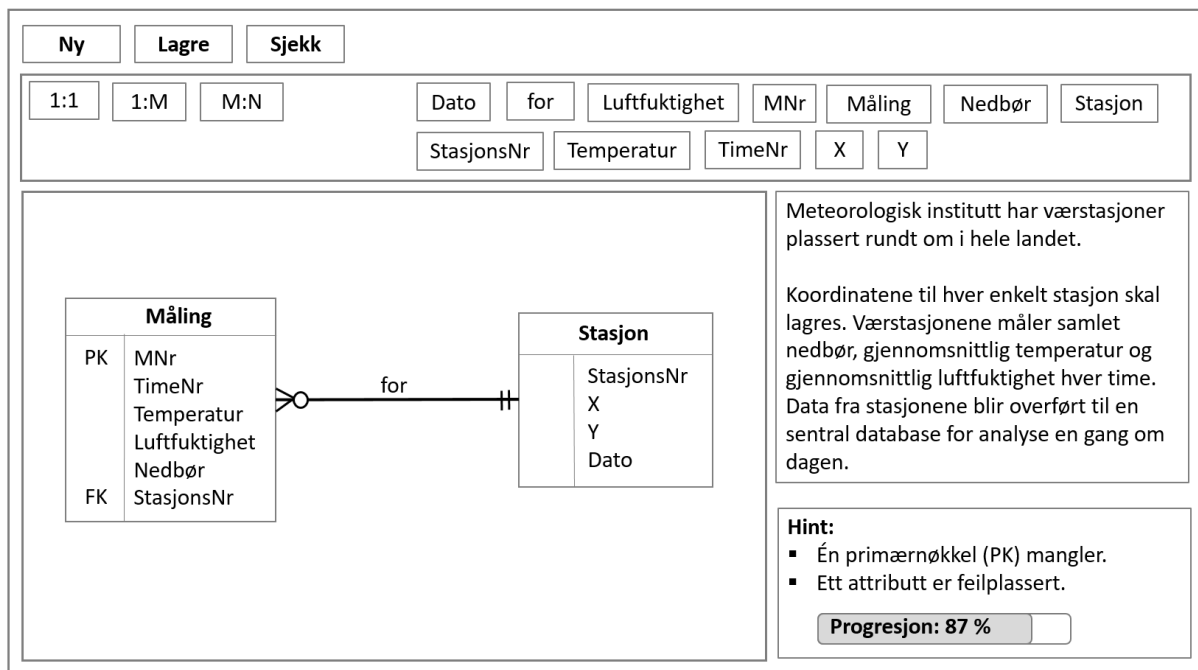 Ny Lagre Sjekk
1:1 1:M M:N Dato for Luftfuktighet MNr Måling Nedbør Stasjon
StasjonsNr Temperatur TimeNr X Y
Måling
PK MNr
TimeNr
Temperatur
Luftfuktighet
Nedbør
FK StasjonsNr
for
Stasjon
StasjonsNr
X
Y
Dato
Meteorologisk institutt har værstasjoner
plassert rundt om i hele landet.
Koordinatene til hver enkelt stasjon skal
lagres. Værstasjonene måler samlet
nedbør, gjennomsnittlig temperatur og
gjennomsnittlig luftfuktighet hver time.
Data fra stasjonene blir overført til en
sentral database for analyse en gang om
dagen.
Hint:
▪ Én primærnøkkel (PK) mangler.
▪ Ett attributt er feilplassert.
Progresjon: 87 %